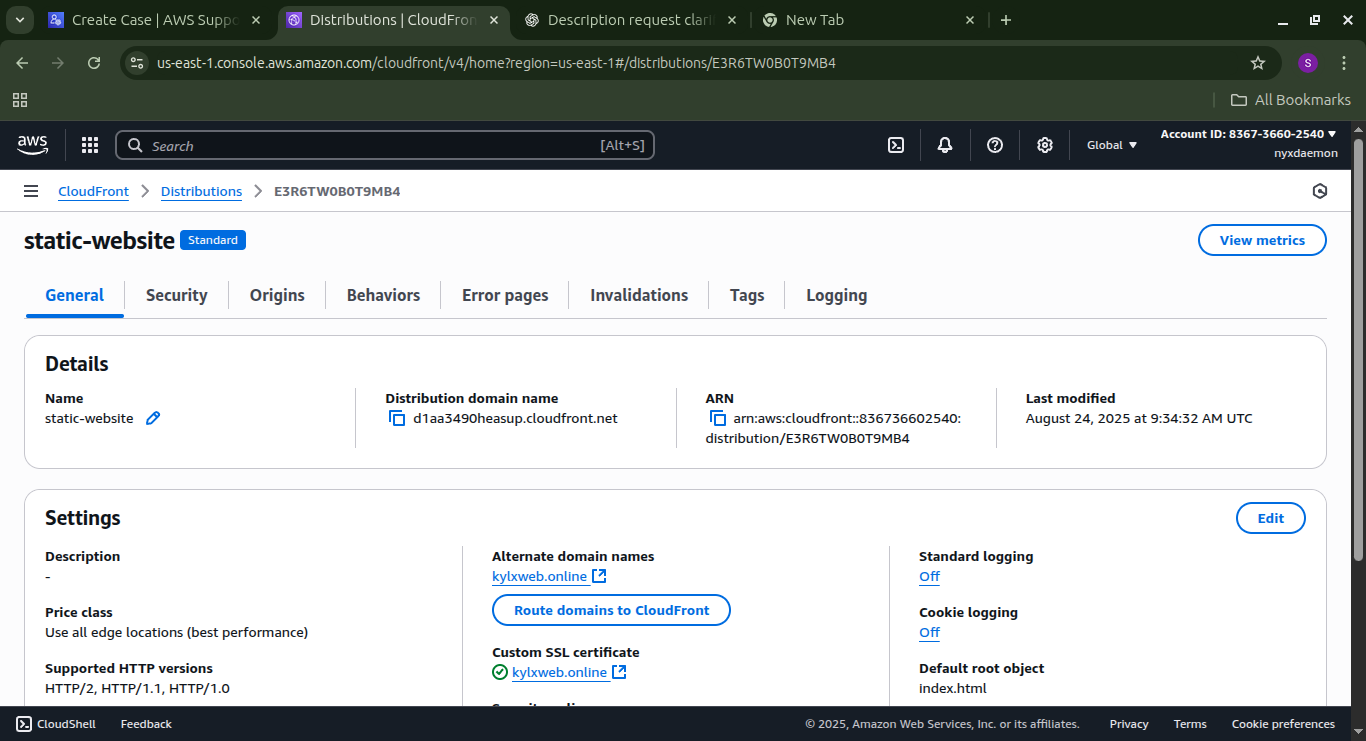 Create Case | AWS Suppo
Distributions | CloudFron
Description request clari
New Tab
us-east-1.console.aws.amazon.com/cloudfront/v4/home?region=us-east-1#/distributions/E3R6TW0B0T9MB4
S
All Bookmarks
aws
Search
[Alt+S]
Global
Account ID: 8367-3660-2540
nyxdaemon
CloudFront
Distributions
E3R6TW0B0T9MB4
static-website
Standard
View metrics
General
Security
Origins
Behaviors
Error pages
Invalidations
Tags
Logging
Details
Name
static-website
Distribution domain name
d1aa3490heasup.cloudfront.net
ARN
arn:aws:cloudfront::836736602540:
distribution/E3R6TW0B0T9MB4
Last modified
August 24, 2025 at 9:34:32 AM UTC
Settings
Edit
Description
-
Price class
Use all edge locations (best performance)
Supported HTTP versions
HTTP/2, HTTP/1.1, HTTP/1.0
Alternate domain names
kylxweb.online
Route domains to CloudFront
Custom SSL certificate
kylxweb.online
Standard logging
Off
Cookie logging
Off
Default root object
index.html
CloudShell
Feedback
© 2025, Amazon Web Services, Inc. or its affiliates.
Privacy
Terms
Cookie preferences